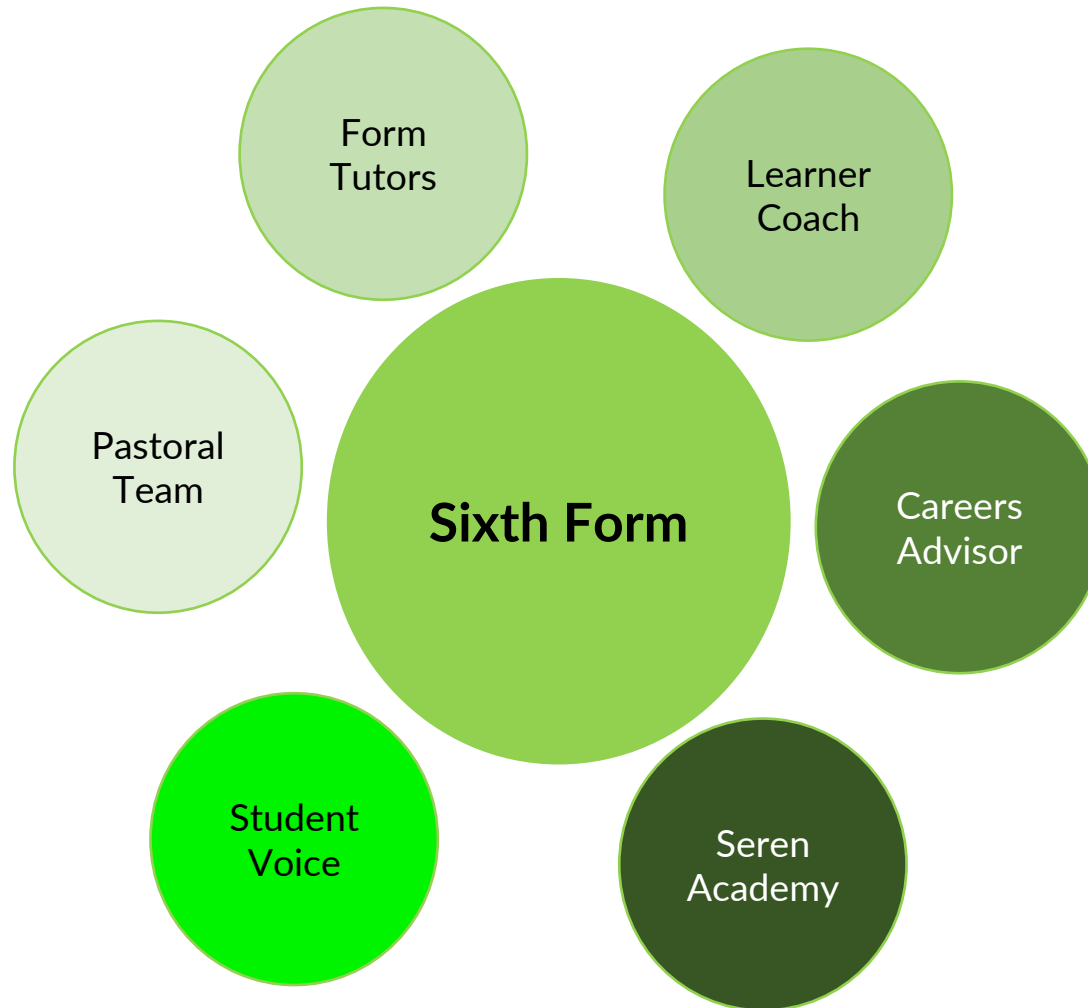 Form
Tutors
Learner
Coach
Pastoral
Team
Sixth Form
Careers
Advisor
Student
Voice
Seren
Academy